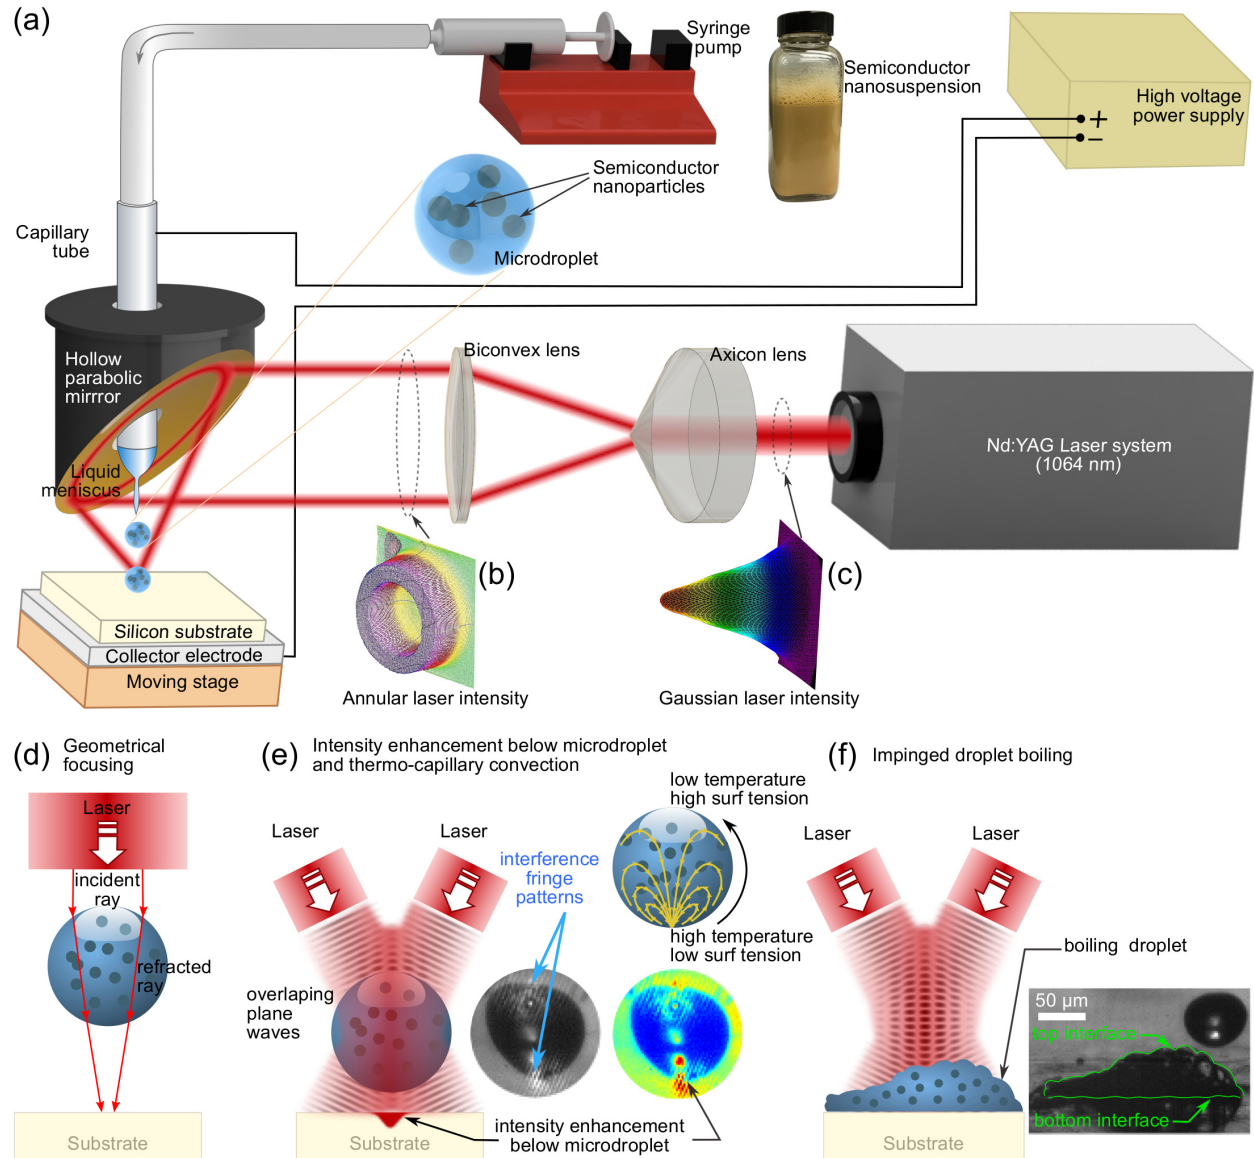 (a)
Syringe
pump
Semiconductor
nanosuspension
High voltage
power supply
+
−
Semiconductor
nanoparticles
Microdroplet
Capillary
tube
Hollow
parabolic
mirrror
Liquid
meniscus
Biconvex lens
Axicon lens
Nd:YAG Laser system
(1064 nm)
Silicon substrate
Collector electrode
Moving stage
(b)
Annular laser intensity
(c)
Gaussian laser intensity
(d)
Geometrical
focusing
Laser
incident
ray
refracted
ray
Substrate
(e)
Intensity enhancement below microdroplet
and thermo-capillary convection
Laser
Laser
interference
fringe
patterns
low temperature
high surf tension
high temperature
low surf tension
overlaping
plane
waves
intensity enhancement
below microdroplet
Substrate
(f)
Impinged droplet boiling
Laser
Laser
boiling droplet
50 µm
top interface
bottom interface
Substrate